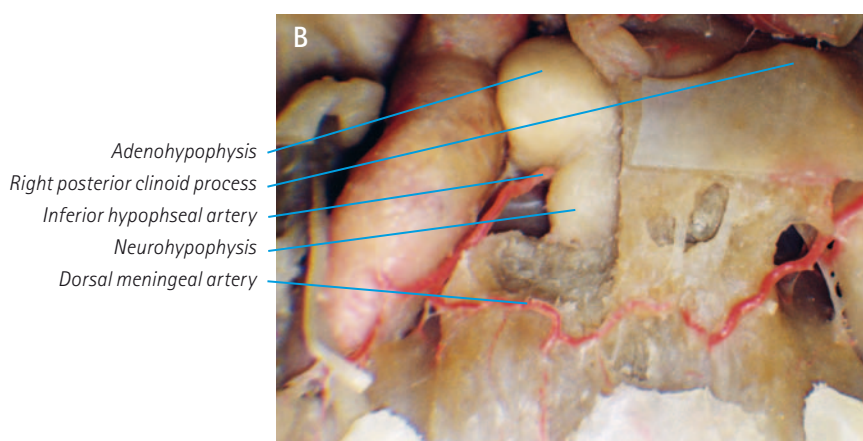 B
Adenohypophysis
Right posterior clinoid process
Inferior hypophseal artery
Neurohypophysis
Dorsal meningeal artery